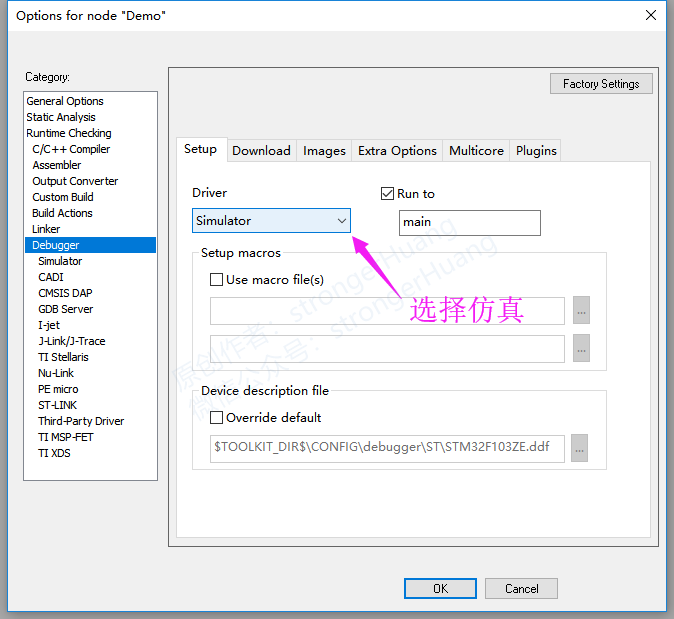 Options for node "Demo"
Category:
General Options
Static Analysis
Runtime Checking
C/C++ Compiler
Assembler
Output Converter
Custom Build
Build Actions
Linker
Debugger
Simulator
CADI
CMSIS DAP
GDB Server
I-jet
J-Link/J-Trace
TI Stellaris
Nu-Link
PE micro
ST-LINK
Third-Party Driver
TI MSP-FET
TI XDS
Factory Settings
Setup Download Images Extra Options Multicore Plugins
Driver
Run to
Simulator
main
选择仿真
Setup macros
Use macro file(s)
...
...
Device description file
Override default
$TOOLKIT_DIR$\CONFIG\debugger\ST\STM32F103ZE.ddf
...
原创作者：strongerHuang
微信公众号：strongerHuang
OK Cancel